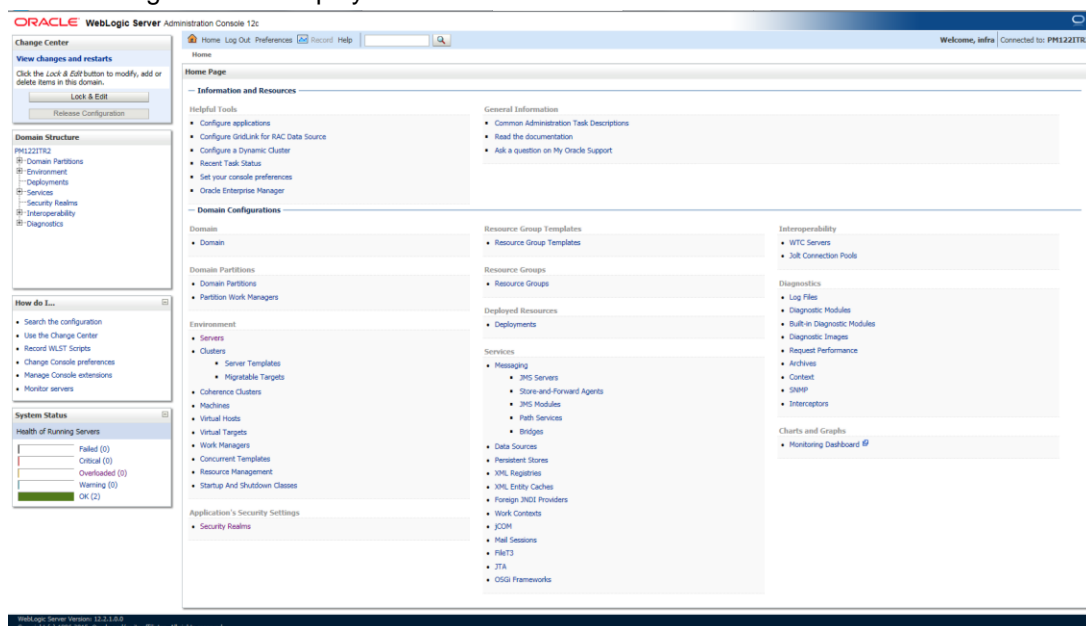 ORACLE WebLogic Server Administration Console 12c
Change Center
View changes and restarts
Click the Lock & Edit button to modify, add or
delete items in this domain.
Lock & Edit
Release Configuration
Domain Structure
PM122ITR2
Domain Partitions
Environment
Deployments
Services
Security Realms
Interoperability
Diagnostics
How do I...
Search the configuration
Use the Change Center
Record WLST Scripts
Change Console preferences
Manage Console extensions
Monitor servers
System Status
Health of Running Servers
Failed (0)
Critical (0)
Overloaded (0)
Warning (0)
OK (2)
Home Log Out Preferences Record Help
Welcome, infra Connected to: PM122ITR
Home
Home Page
Information and Resources
Helpful Tools
Configure applications
Configure GridLink for RAC Data Source
Configure a Dynamic Cluster
Recent Task Status
Set your console preferences
Oracle Enterprise Manager
General Information
Common Administration Task Descriptions
Read the documentation
Ask a question on My Oracle Support
Domain Configurations
Domain
Domain
Domain Partitions
Domain Partitions
Partition Work Managers
Environment
Servers
Clusters
Server Templates
Migratable Targets
Coherence Clusters
Machines
Virtual Hosts
Virtual Targets
Work Managers
Concurrent Templates
Resource Management
Startup And Shutdown Classes
Application's Security Settings
Security Realms
Resource Group Templates
Resource Group Templates
Resource Groups
Resource Groups
Deployed Resources
Deployments
Services
Messaging
JMS Servers
Store-and-Forward Agents
JMS Modules
Path Services
Bridges
Data Sources
Persistent Stores
XML Registries
XML Entity Caches
Foreign JNDI Providers
Work Contexts
jCOM
Mail Sessions
FileT3
JTA
OSGi Frameworks
Interoperability
WTC Servers
Jolt Connection Pools
Diagnostics
Log Files
Diagnostic Modules
Built-in Diagnostic Modules
Diagnostic Images
Request Performance
Archives
Context
SNMP
Interceptors
Charts and Graphs
Monitoring Dashboard
WebLogic Server Version: 12.2.1.0.0